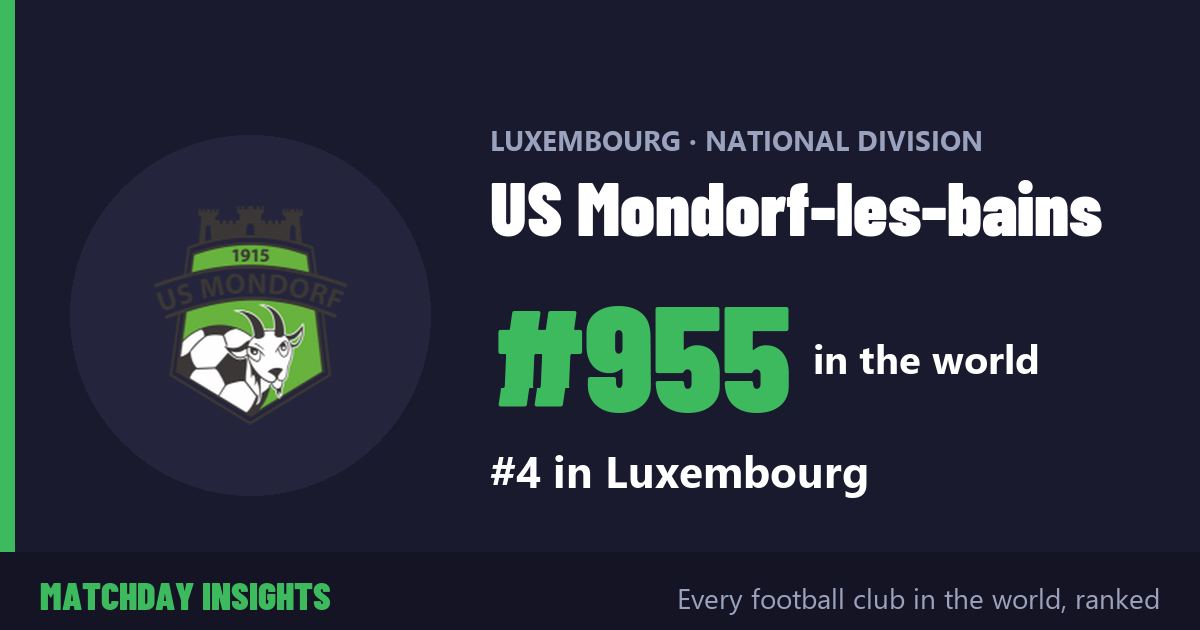 LUXEMBOURG · NATIONAL DIVISION
US Mondorf-les-bains
1915
US MONDORF
#955 in the world
#4 in Luxembourg
MATCHDAY INSIGHTS
Every football club in the world, ranked